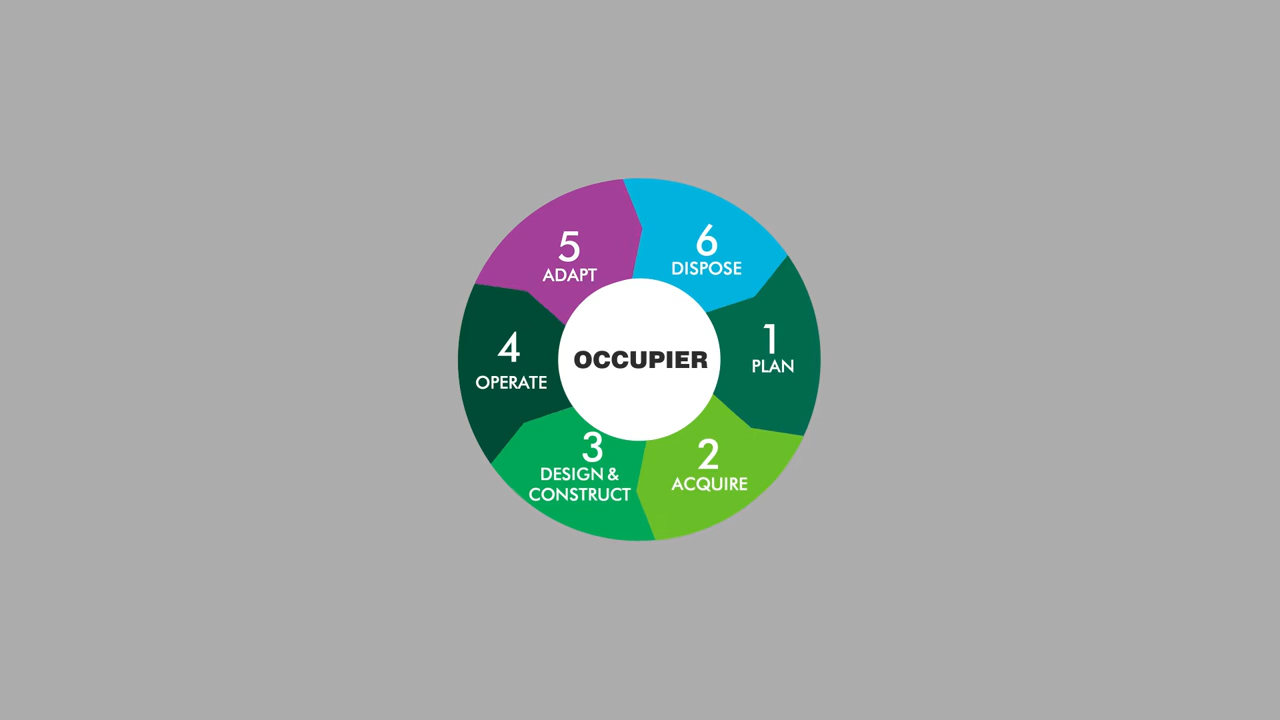 5
ADAPT
6
DISPOSE
1
PLAN
4
OPERATE
OCCUPIER
3
DESIGN &
CONSTRUCT
2
ACQUIRE